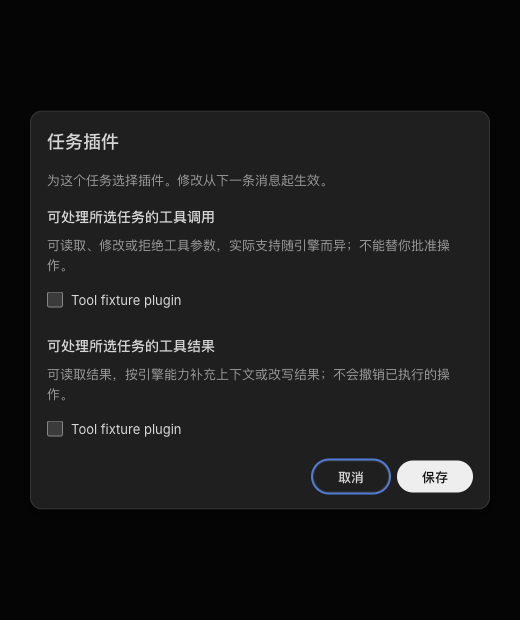 任务插件
为这个任务选择插件。修改从下一条消息起生效。
可处理所选任务的工具调用
可读取、修改或拒绝工具参数，实际支持随引擎而异；不能替你批准操
作。
Tool fixture plugin
可处理所选任务的工具结果
可读取结果，按引擎能力补充上下文或改写结果；不会撤销已执行的操
作。
Tool fixture plugin
取消
保存